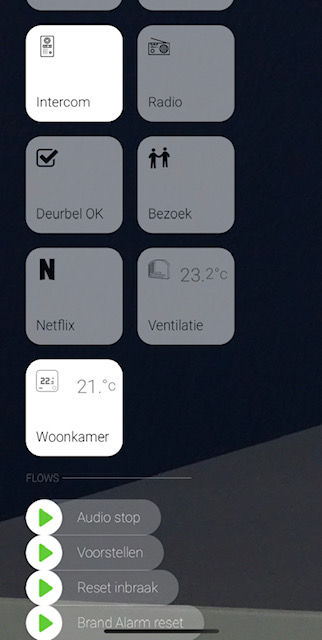 Intercom
Radio
Deurbel OK
Bezoek
N
Netflix
23.2°c
Ventilatie
22.5
21.°c
Woonkamer
FLOWS
Audio stop
Voorstellen
Reset inbraak
Brand Alarm reset